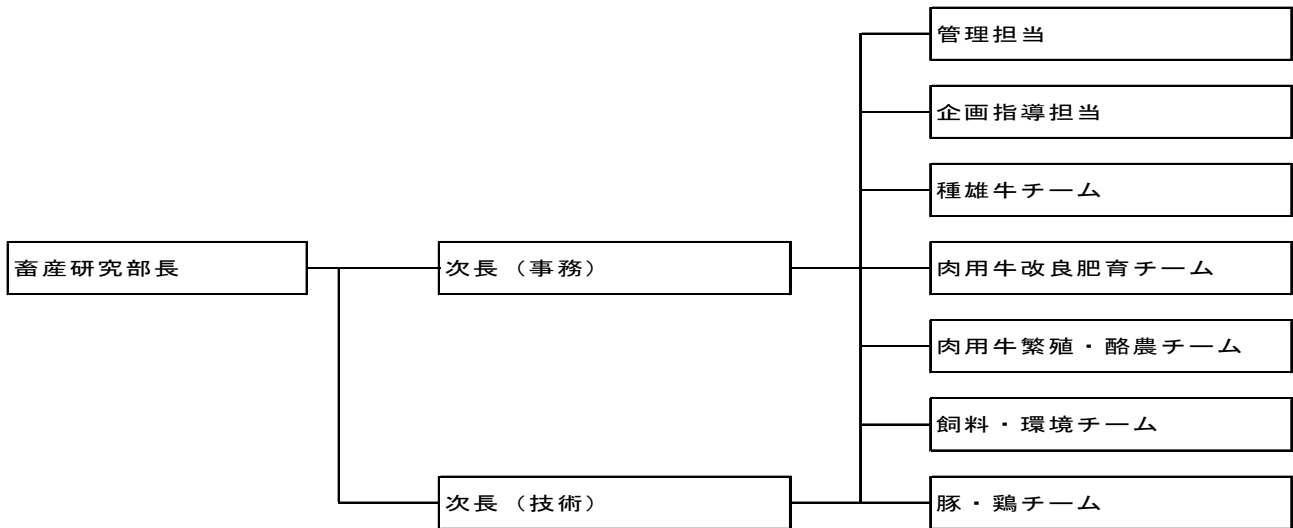 管理担当
企画指導担当
種雄牛チーム
畜産研究部長
次長（事務）
肉用牛改良肥育チーム
肉用牛繁殖・酪農チーム
飼料・環境チーム
次長（技術）
豚・鶏チーム